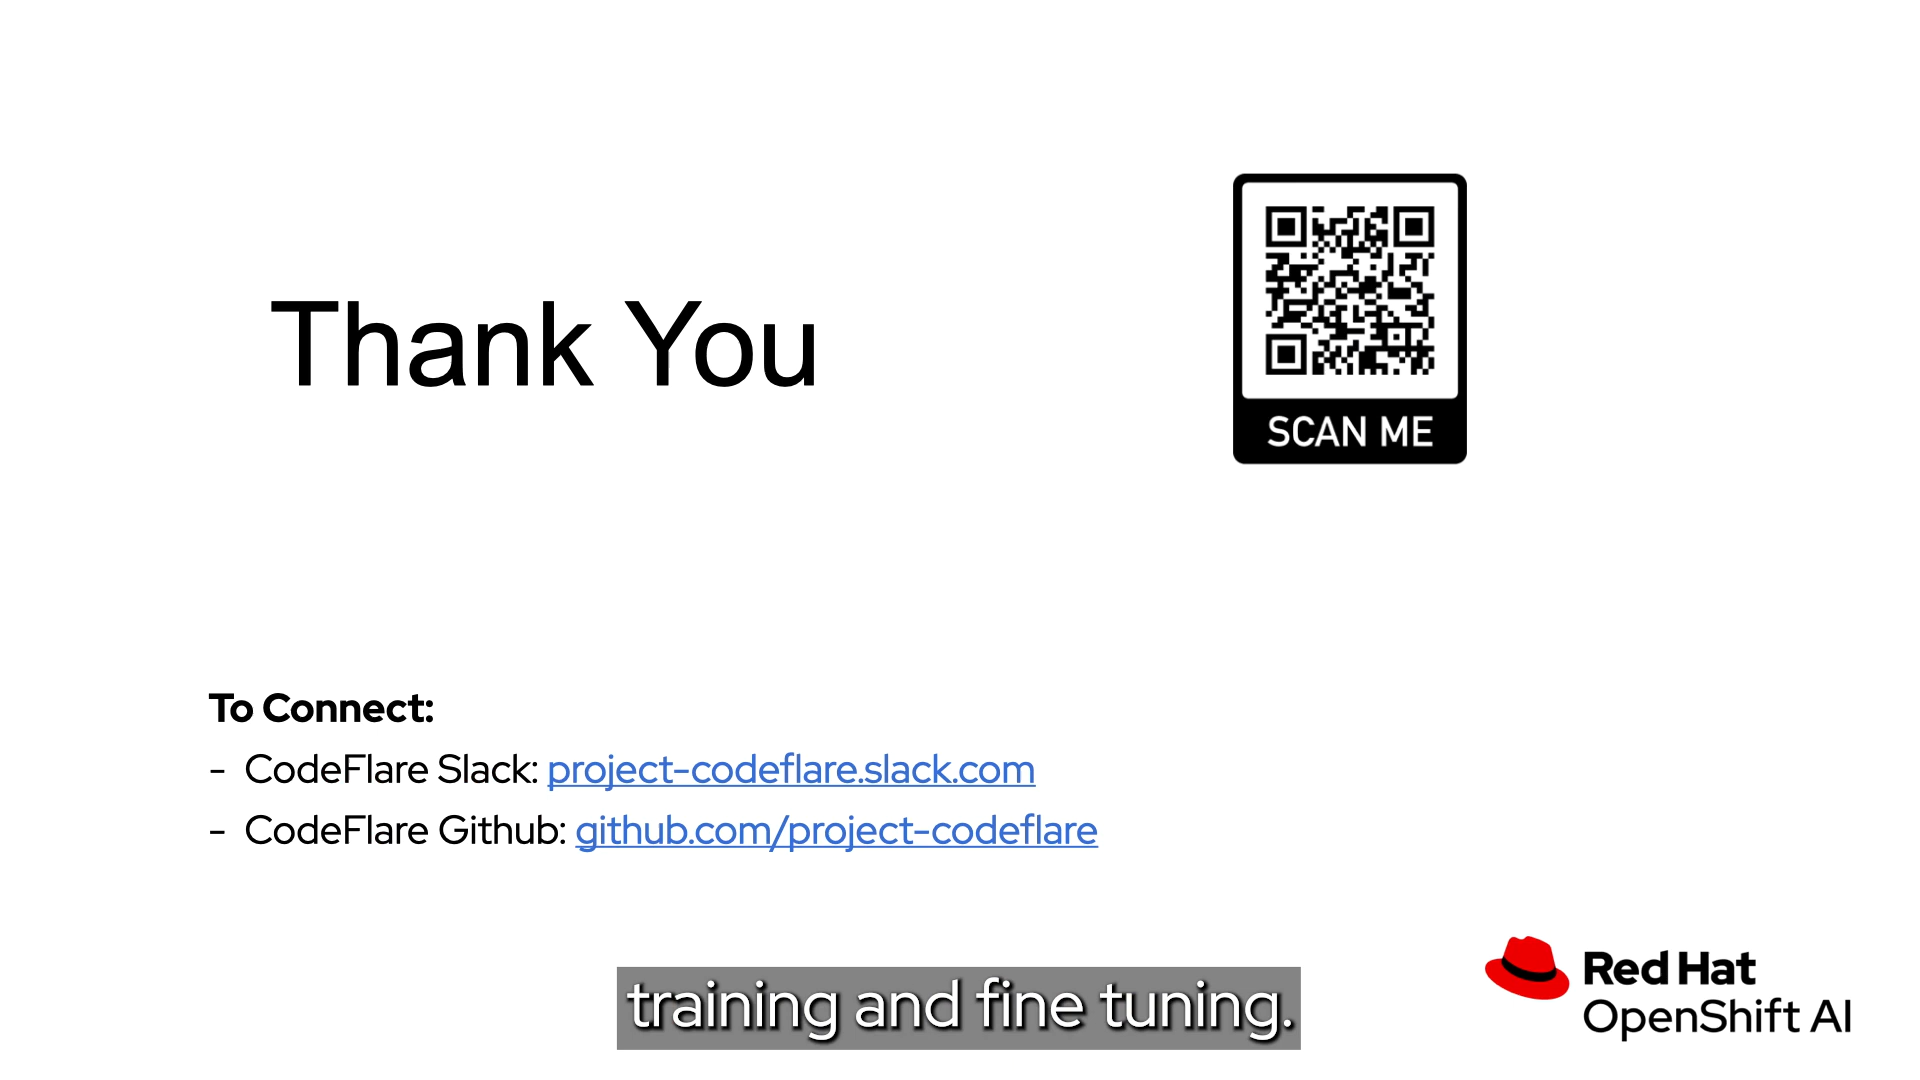 Thank You
SCAN ME
To Connect:
- CodeFlare Slack: project-codeflare.slack.com
- CodeFlare Github: github.com/project-codeflare
training and fine tuning.
Red Hat
OpenShift AI